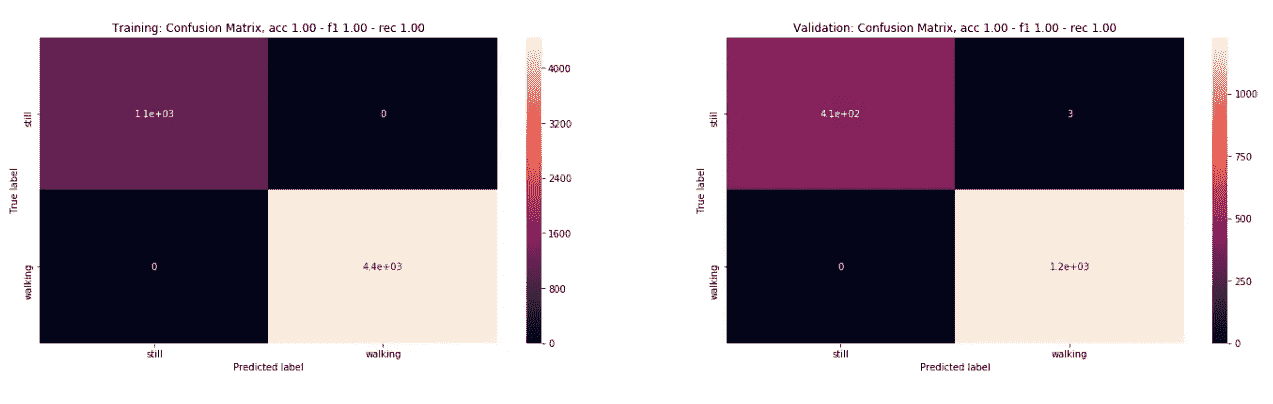 Training: Confusion Matrix, acc 1.00 - f1 1.00 - rec 1.00
True label
still
walking
1.1e+03
0
0
4.4e+03
still
walking
Predicted label
4000
3200
2400
1600
800
0
Validation: Confusion Matrix, acc 1.00 - f1 1.00 - rec 1.00
True label
still
walking
4.1e+02
3
0
1.2e+03
still
walking
Predicted label
1000
750
500
250
0